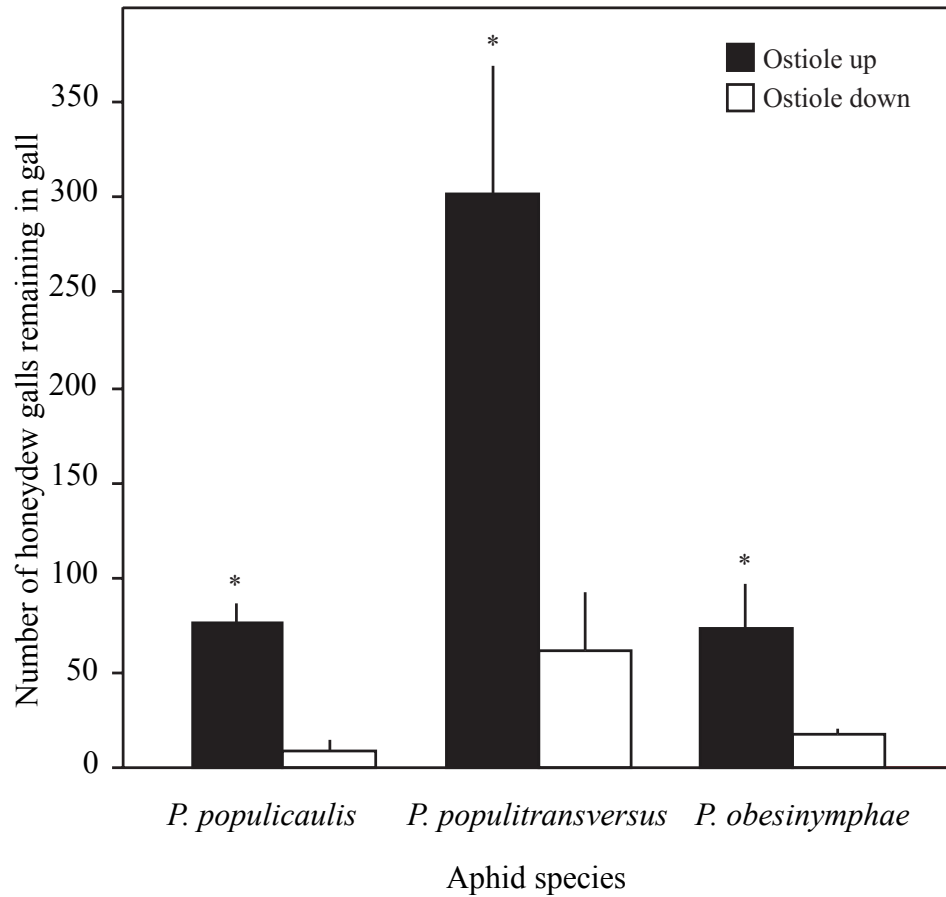 *
Ostiole up
Ostiole down
350
300
250
200
150
100
50
0
*
*
Number of honeydew galls remaining in gall
P. populicaulis P. populitransversus P. obesinymphae
Aphid species